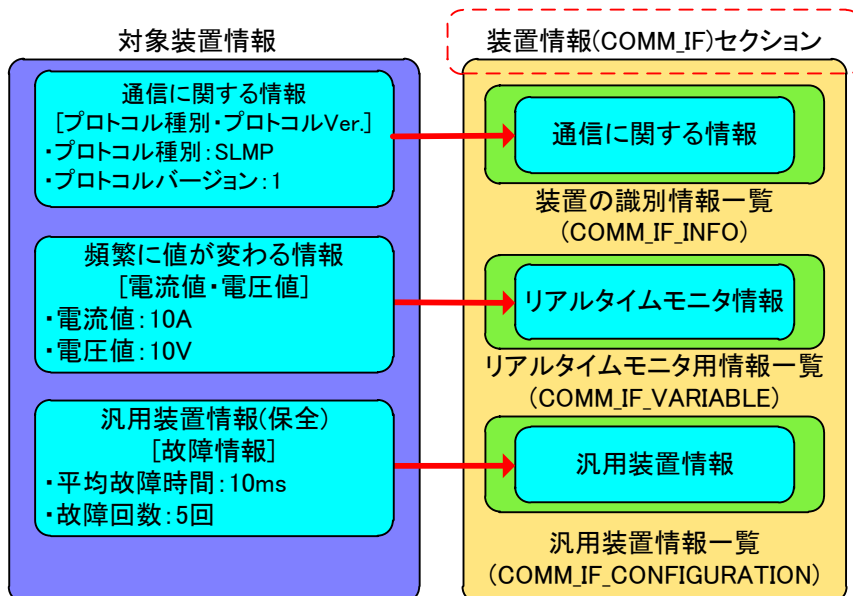 対象装置情報
通信に関する情報
[プロトコル種別・プロトコルVer.]
・プロトコル種別：SLMP
・プロトコルバージョン：1
頻繁に値が変わる情報
[電流値・電圧値]
・電流値：10A
・電圧値：10V
汎用装置情報(保全)
[故障情報]
・平均故障時間：10ms
・故障回数：5回
装置情報(COMM_IF)セクション
通信に関する情報
装置の識別情報一覧
(COMM_IF_INFO)
リアルタイムモニタ情報
リアルタイムモニタ用情報一覧
(COMM_IF_VARIABLE)
汎用装置情報
汎用装置情報一覧
(COMM_IF_CONFIGURATION)